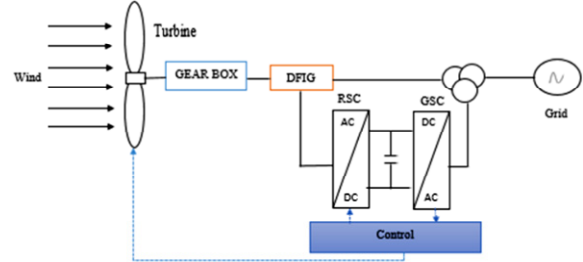 Turbine
Wind
GEAR BOX
DFIG
RSC
GSC
AC
DC
DC
AC
Grid
Control